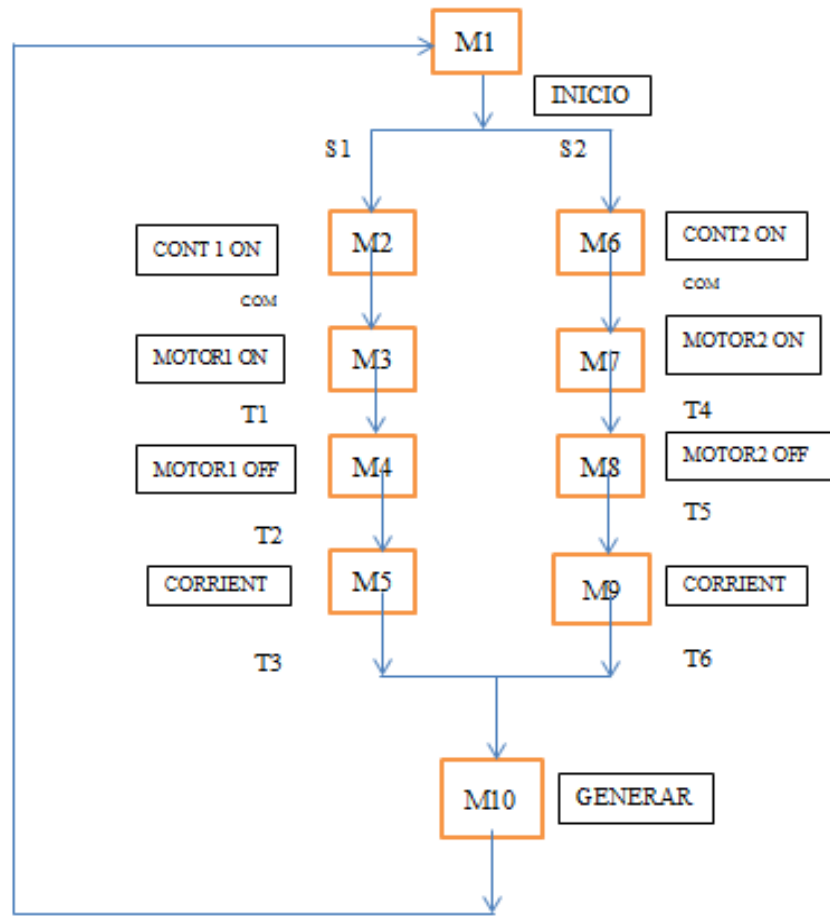 M1
INICIO
S1 S2
CONT 1 ON M2 M6 CONT2 ON
COM COM
MOTOR1 ON M3 M7 MOTOR2 ON
T1 T4
MOTOR1 OFF M4 M8 MOTOR2 OFF
T2 T5
CORRIENT M5 M9 CORRIENT
T3 T6
M10 GENERAR